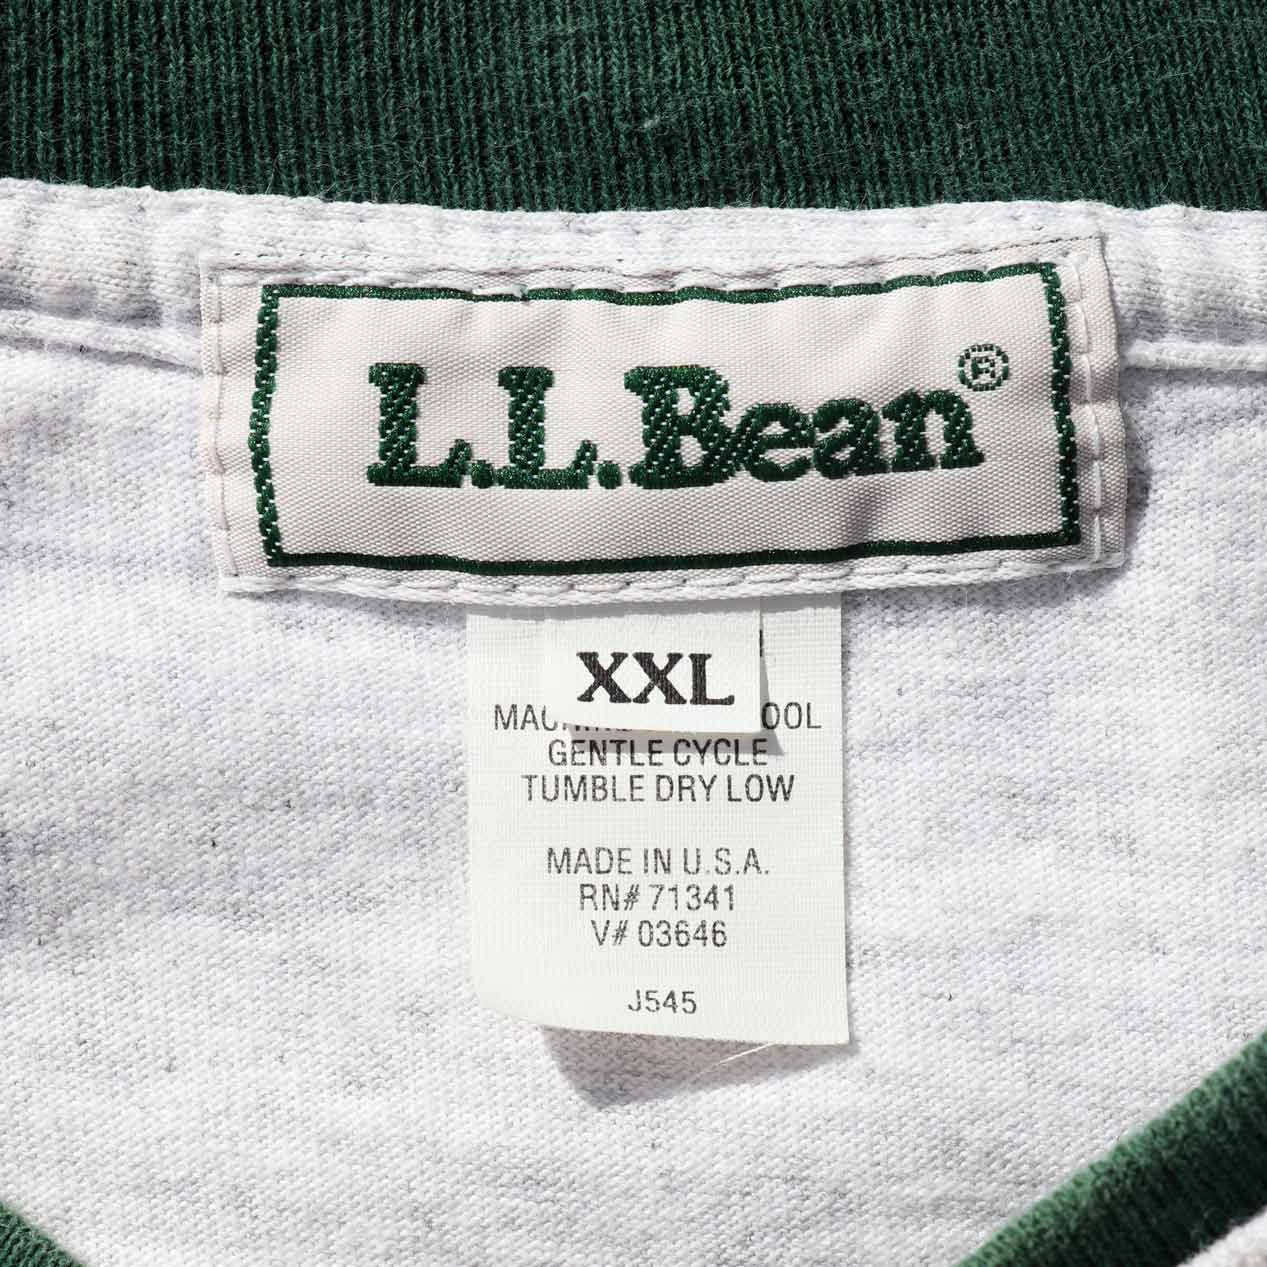 L.L.Bean®
XXL
GENTLE CYCLE
TUMBLE DRY LOW
MADE IN U.S.A.
RN# 71341
V# 03646
J545